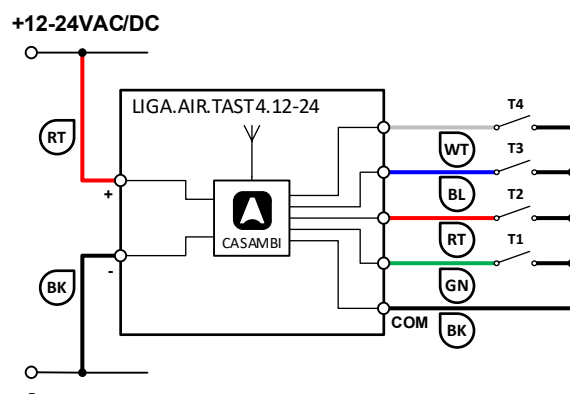 +12-24VAC/DC
LIGA.AIR.TAST4.12-24
T4
RT
WT
T3
BL
T2
+
CASAMBI
RT
T1
-
BK
GN
COM
BK
-